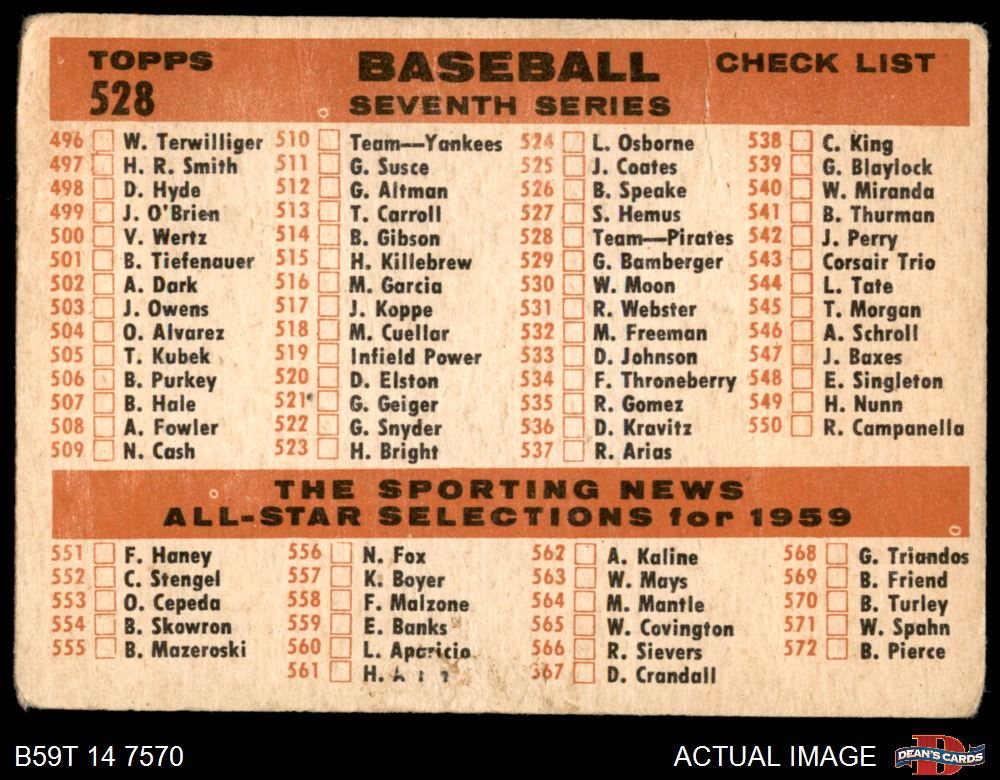 TOPPS
528
BASEBALL
SEVENTH SERIES
CHECK LIST
496 W. Terwilliger
497 H. R. Smith
498 D. Hyde
499 J. O'Brien
500 V. Wertz
501 B. Tiefenauer
502 A. Dark
503 J. Owens
504 O. Alvarez
505 T. Kubek
506 B. Purkey
507 B. Hale
508 A. Fowler
509 N. Cash
510 Team—Yankees
511 G. Susce
512 G. Altman
513 T. Carroll
514 B. Gibson
515 H. Killebrew
516 M. Garcia
517 J. Koppe
518 M. Cuellar
519 Infield Power
520 D. Elston
521 G. Geiger
522 G. Snyder
523 H. Bright
524 L. Osborne
525 J. Coates
526 B. Speake
527 S. Hemus
528 Team—Pirates
529 G. Bamberger
530 W. Moon
531 R. Webster
532 M. Freeman
533 D. Johnson
534 F. Throneberry
535 R. Gomez
536 D. Kravitz
537 R. Arias
538 C. King
539 G. Blaylock
540 W. Miranda
541 B. Thurman
542 J. Perry
543 Corsair Trio
544 L. Tate
545 T. Morgan
546 A. Schroll
547 J. Baxes
548 E. Singleton
549 H. Nunn
550 R. Campanella
THE SPORTING NEWS
ALL-STAR SELECTIONS for 1959
551 F. Haney
552 C. Stengel
553 O. Cepeda
554 B. Skowron
555 B. Mazeroski
556 N. Fox
557 K. Boyer
558 F. Malzone
559 E. Banks
560 L. Aparicio
561 H.
562 A. Kaline
563 W. Mays
564 M. Mantle
565 W. Covington
566 R. Sievers
567 D. Crandall
568 G. Triandos
569 B. Friend
570 B. Turley
571 W. Spahn
572 B. Pierce
B59T 14 7570
ACTUAL IMAGE
DEAN'S CARDS